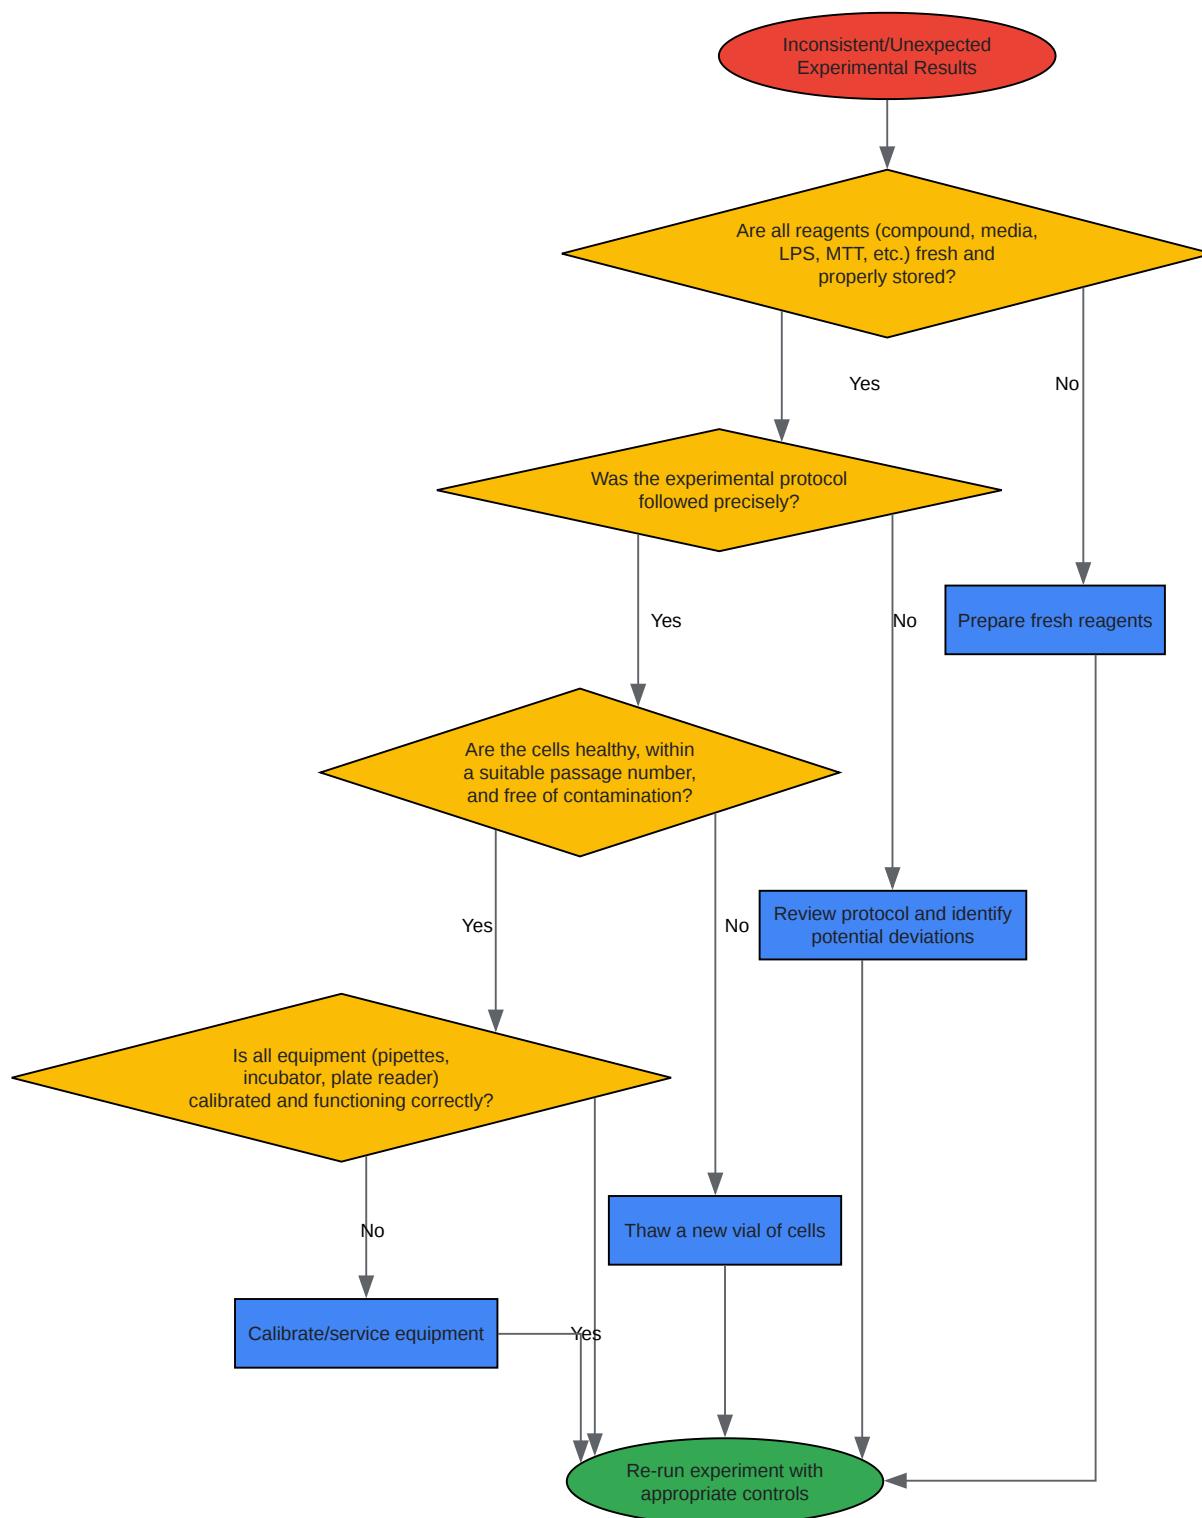 Inconsistent/Unexpected
Experimental Results
Are all reagents (compound, media,
LPS, MTT, etc.) fresh and
properly stored?
Yes
No
Was the experimental protocol
followed precisely?
Yes
No
Prepare fresh reagents
Are the cells healthy, within
a suitable passage number,
and free of contamination?
Yes
No
Review protocol and identify
potential deviations
Is all equipment (pipettes,
incubator, plate reader)
calibrated and functioning correctly?
No
Thaw a new vial of cells
Calibrate/service equipment
Yes
Re-run experiment with
appropriate controls